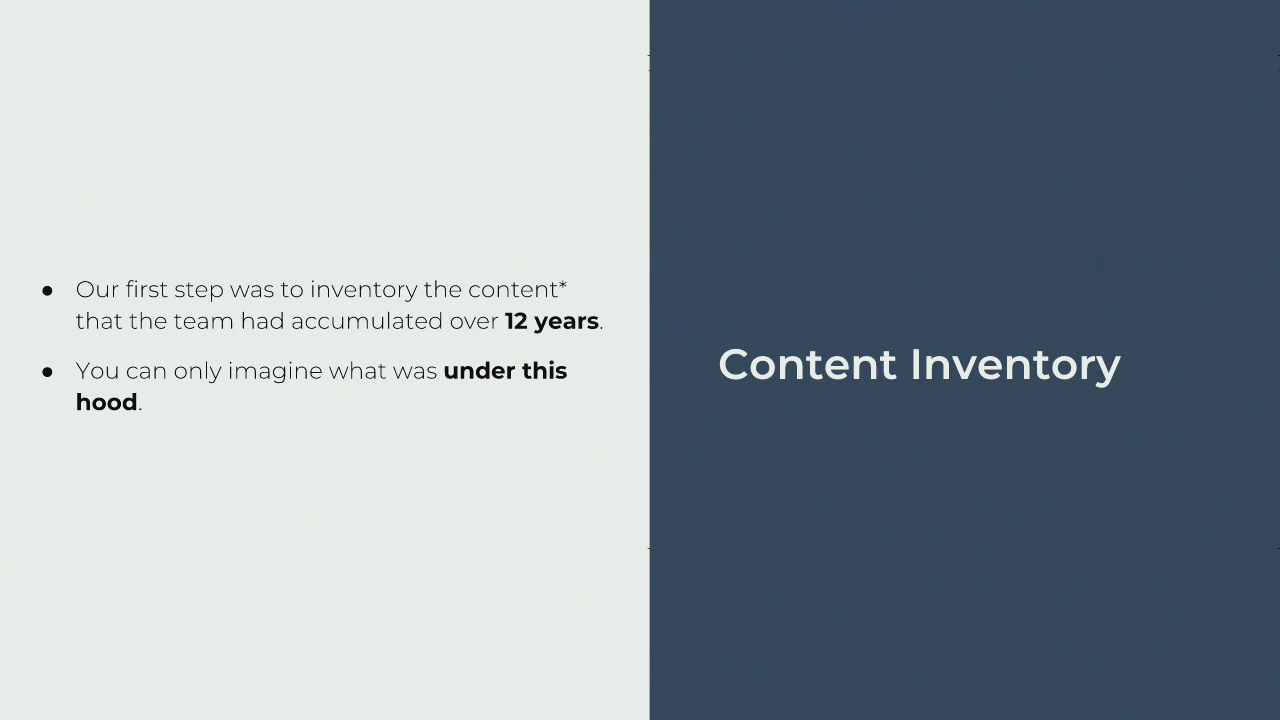 ● Our first step was to inventory the content*
that the team had accumulated over 12 years.
● You can only imagine what was under this
hood.
Content Inventory